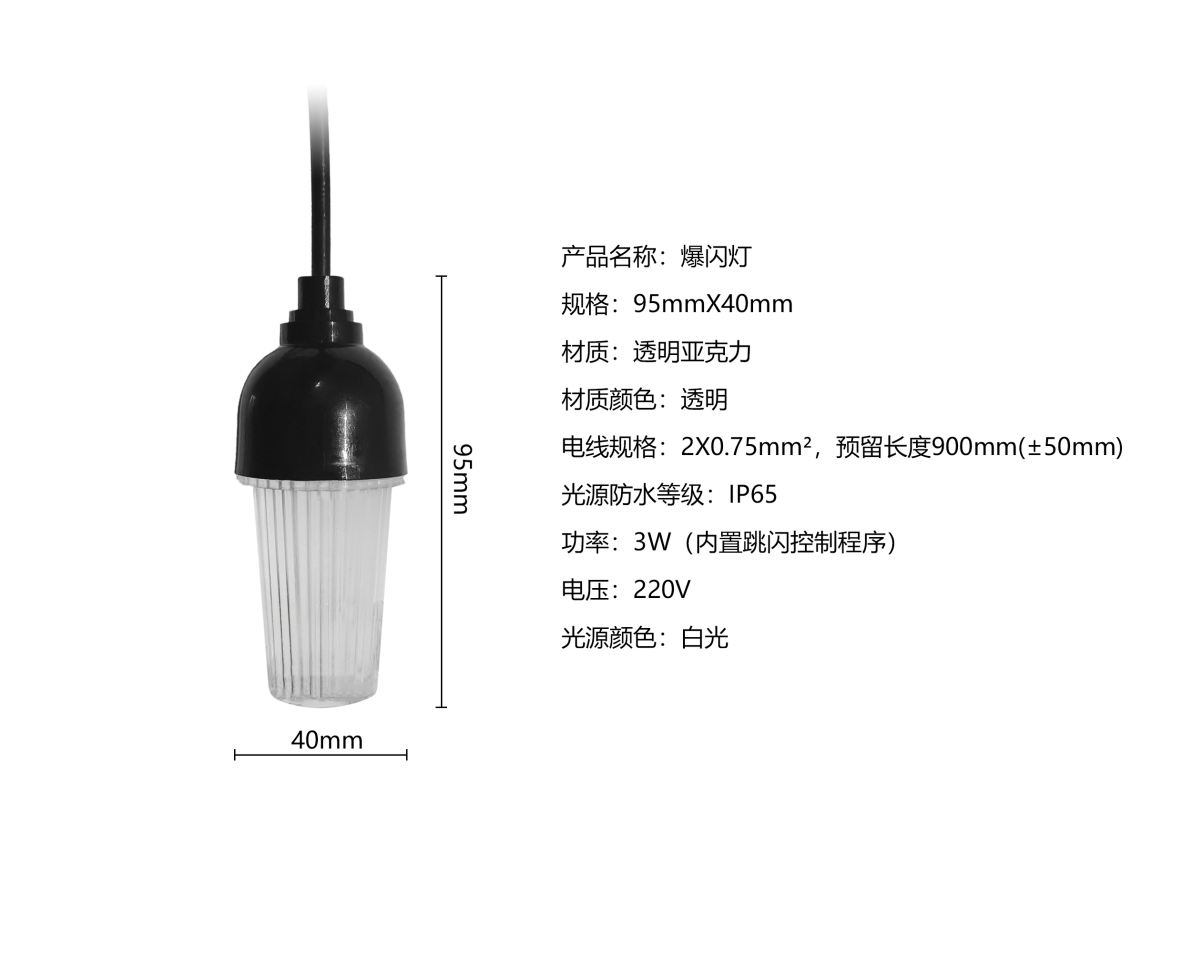 产品名称：爆闪灯
规格：95mmX40mm
材质：透明亚克力
材质颜色：透明
电线规格：2X0.75mm²，预留长度900mm(±50mm)
光源防水等级：IP65
功率：3W（内置跳闪控制程序）
电压：220V
光源颜色：白光
95mm
40mm